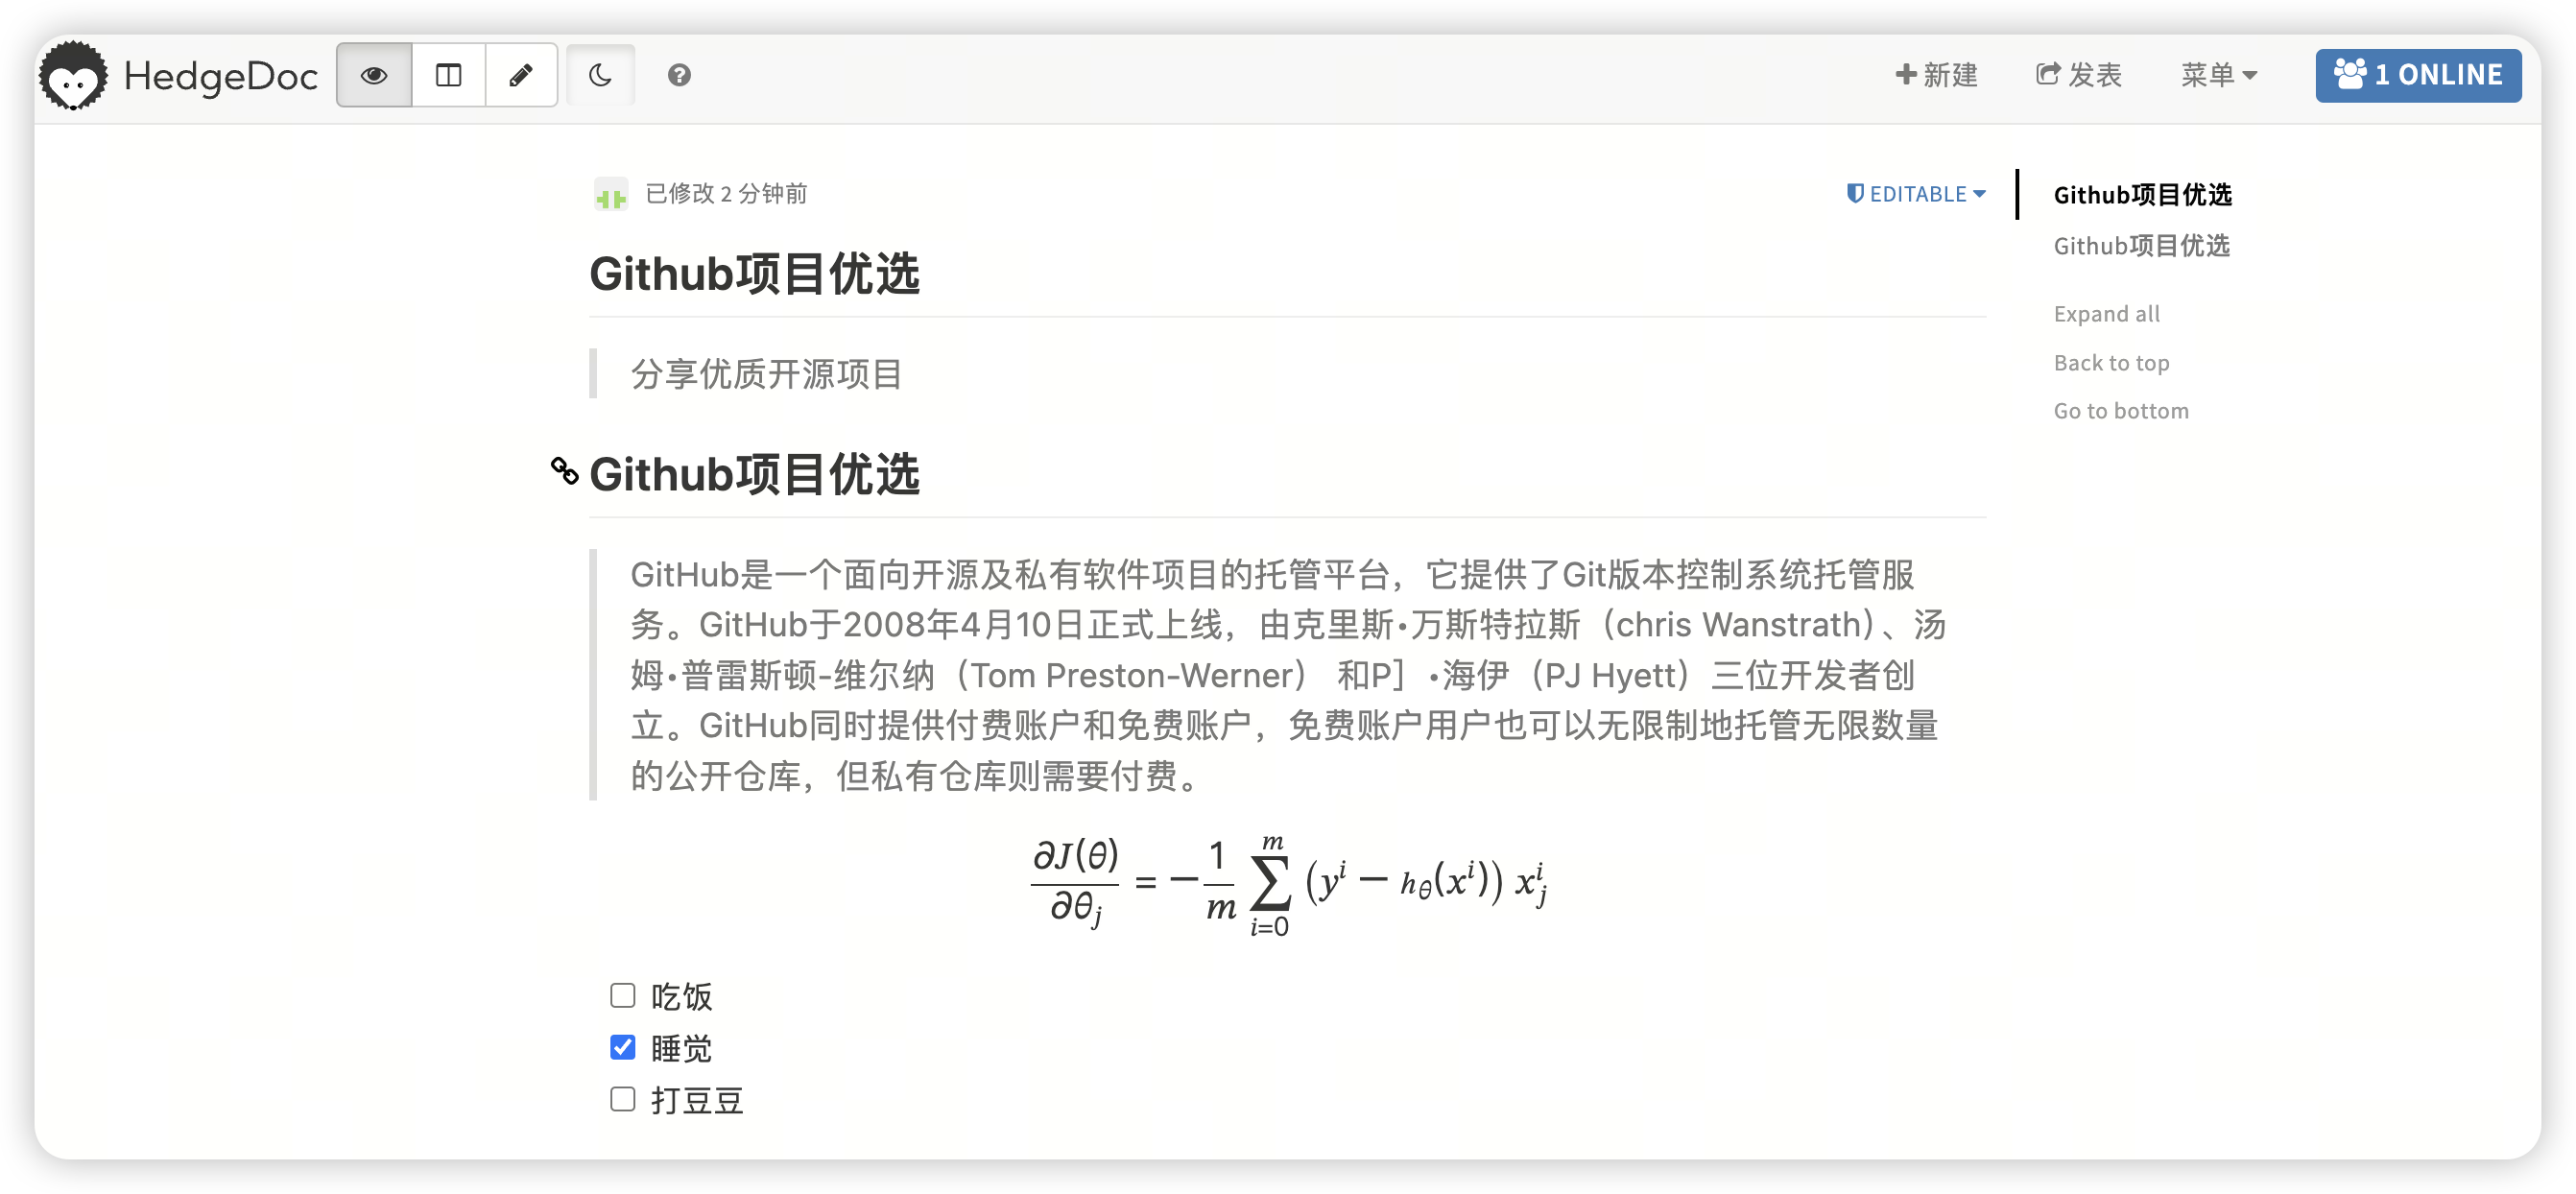 HedgeDoc
新建
发表
菜单
1 ONLINE
已修改 2 分钟前
EDITABLE
Github项目优选
分享优质开源项目
Github项目优选
GitHub是一个面向开源及私有软件项目的托管平台，它提供了Git版本控制系统托管服
务。GitHub于2008年4月10日正式上线，由克里斯•万斯特拉斯（chris Wanstrath）、汤
姆•普雷斯顿-维尔纳（Tom Preston-Werner） 和P］•海伊（PJ Hyett）三位开发者创
立。GitHub同时提供付费账户和免费账户，免费账户用户也可以无限制地托管无限数量
的公开仓库，但私有仓库则需要付费。
∂J(θ)/∂θ_j = −1/m ∑_{i=0}^{m} (y^i − h_θ(x^i)) x_j^i
吃饭
睡觉
打豆豆
Github项目优选
Github项目优选
Expand all
Back to top
Go to bottom